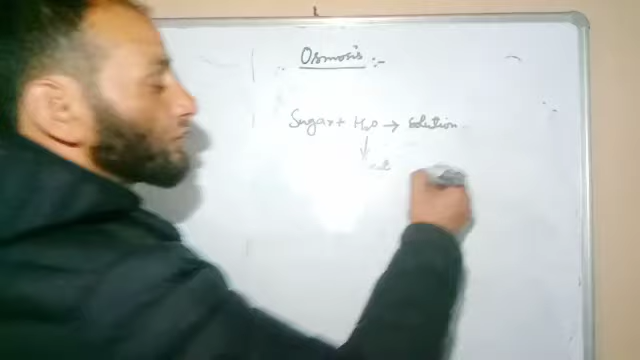 Osmosis :-
Sugar + H₂O → Solution